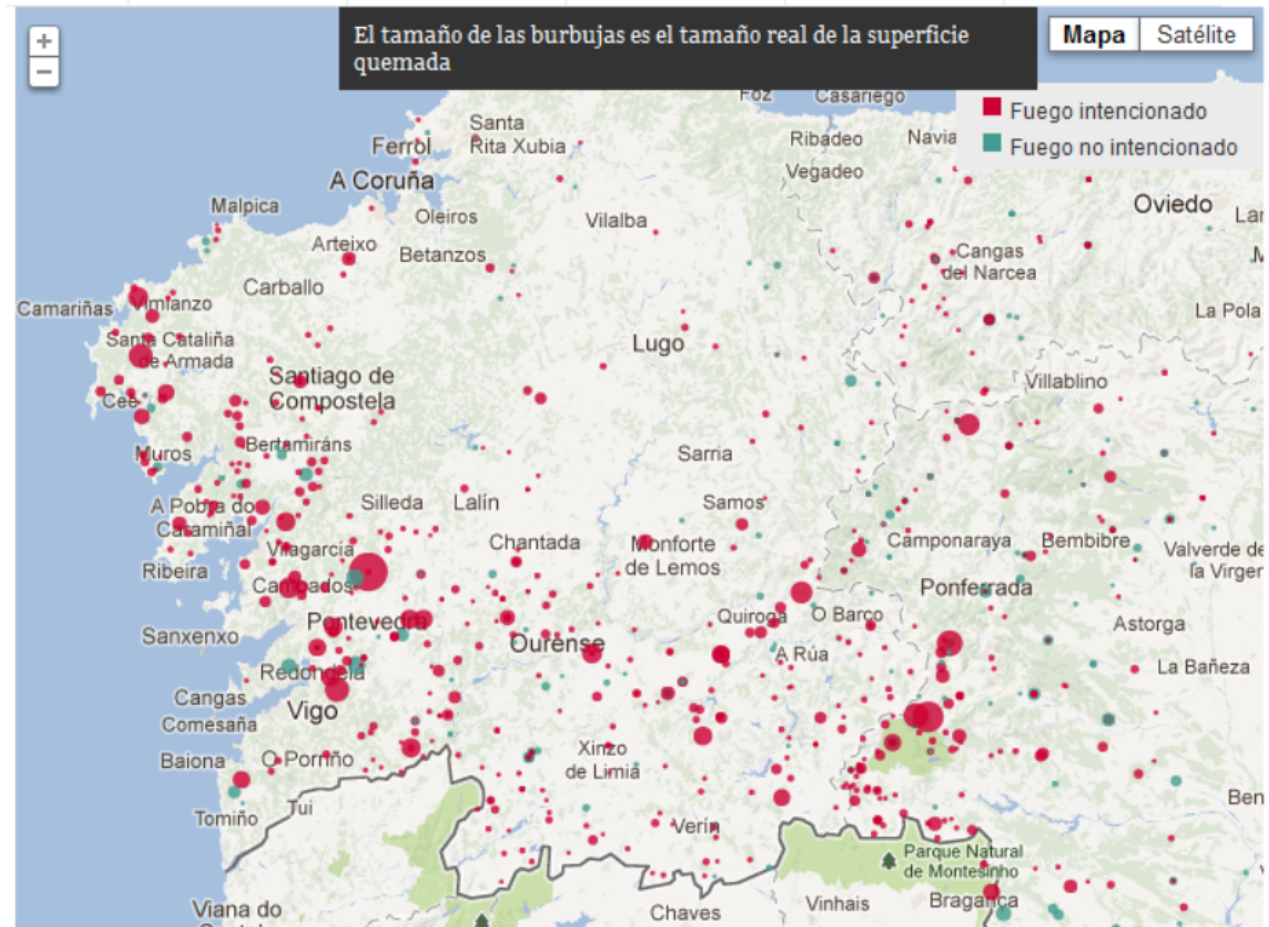 +
−
El tamaño de las burbujas es el tamaño real de la superficie
quemada
Mapa
Satélite
Fuego intencionado
Fuego no intencionado
Foz
Casariego
Santa
Rita Xubia
Ferrol
Ribadeo
Navia
A Coruña
Vegadeo
Malpica
Oleiros
Vilalba
Oviedo
Arteixo
Betanzos
Cangas
del Narcea
Carballo
Camariñas
Vimianzo
La Pola
Santa Cataliña
de Armada
Lugo
Santiago de
Compostela
Villablino
Cee
Muros
Bertamiráns
Sarria
A Pobra do
Caramiñal
Silleda
Lalín
Samos
Vilagarcía
Chantada
Monforte
de Lemos
Camponaraya
Bembibre
Valverde de
la Virgen
Ribeira
Cambados
Ponferrada
Sanxenxo
Pontevedra
Ourense
Quiroga
O Barco
Astorga
A Rúa
La Bañeza
Redondela
Cangas
Vigo
Comesaña
Baiona
O Porriño
Xinzo
de Limia
Tomiño
Tui
Verín
Ben
Parque Natural
de Montesinho
Viana do
Chaves
Vinhais
Bragança